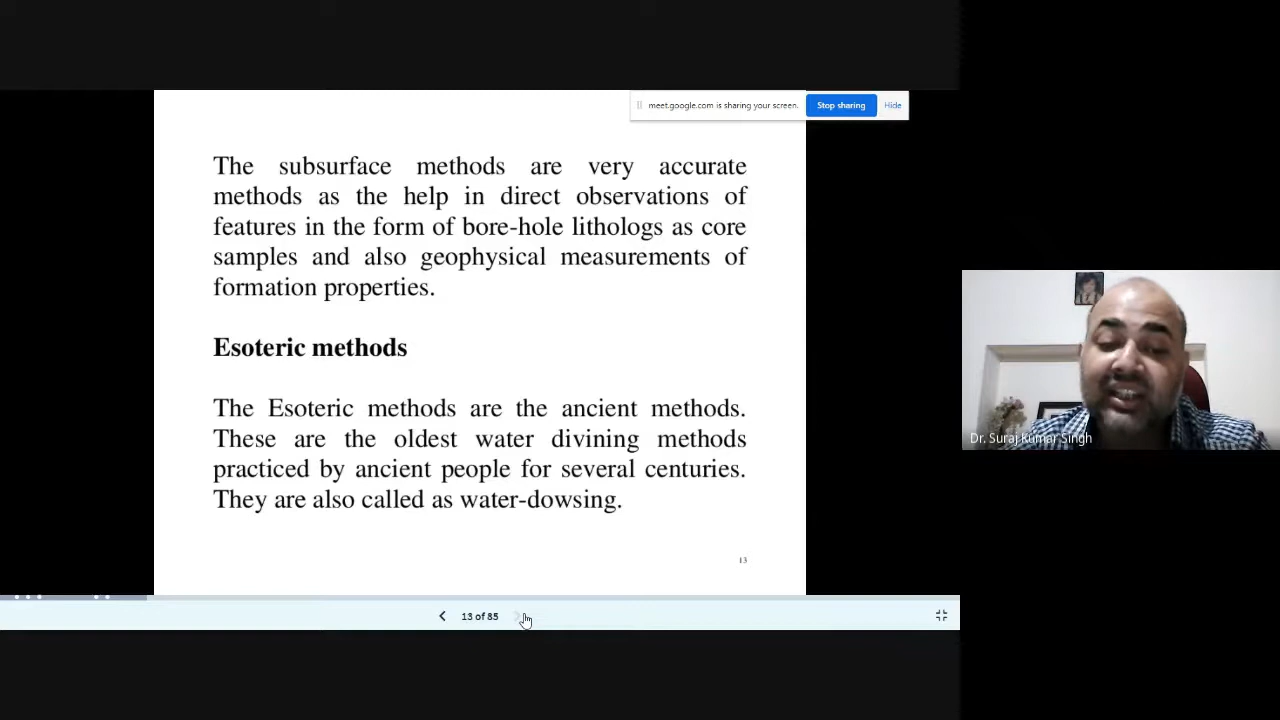 meet.google.com is sharing your screen.
Stop sharing
Hide
The subsurface methods are very accurate
methods as the help in direct observations of
features in the form of bore-hole lithologs as core
samples and also geophysical measurements of
formation properties.
Esoteric methods
The Esoteric methods are the ancient methods.
These are the oldest water divining methods
practiced by ancient people for several centuries.
They are also called as water-dowsing.
13
13 of 85
Dr. Suraj Kumar Singh